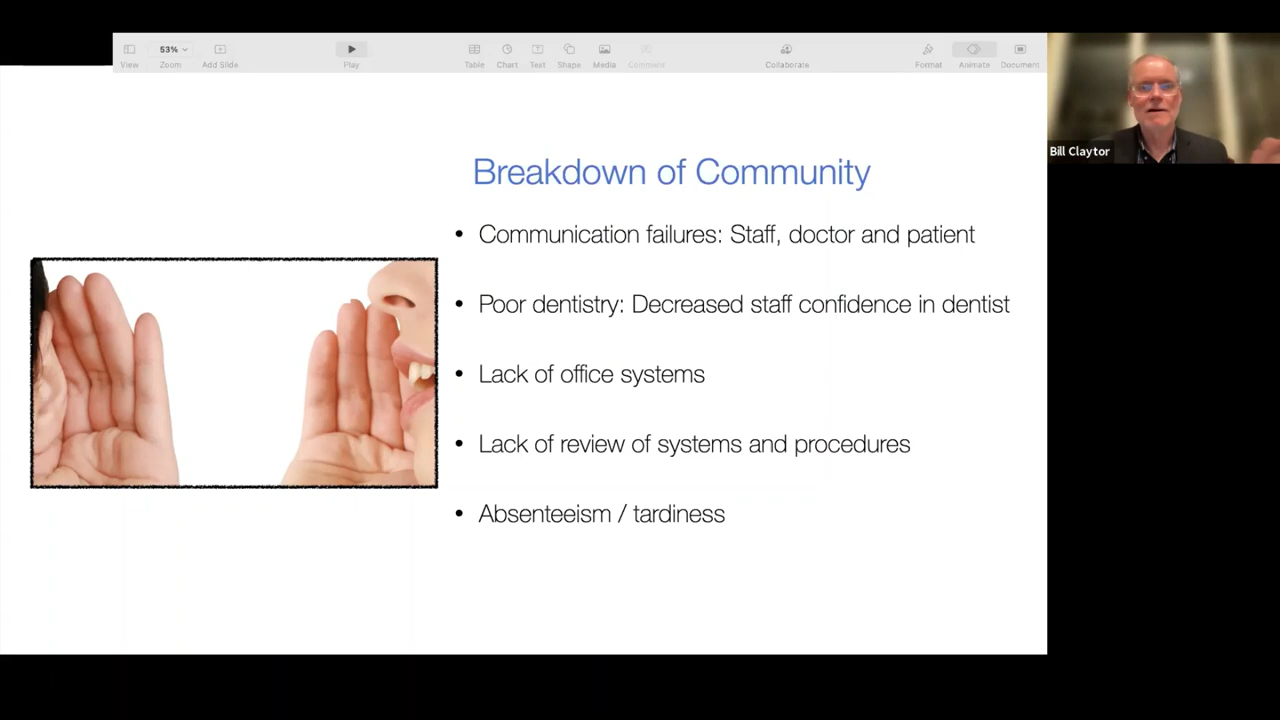 53%
View
Zoom
Add Slide
Play
Table
Chart
Text
Shape
Media
Comment
Collaborate
Format
Animate
Document
Bill Claytor
Breakdown of Community
• Communication failures: Staff, doctor and patient
• Poor dentistry: Decreased staff confidence in dentist
• Lack of office systems
• Lack of review of systems and procedures
• Absenteeism / tardiness